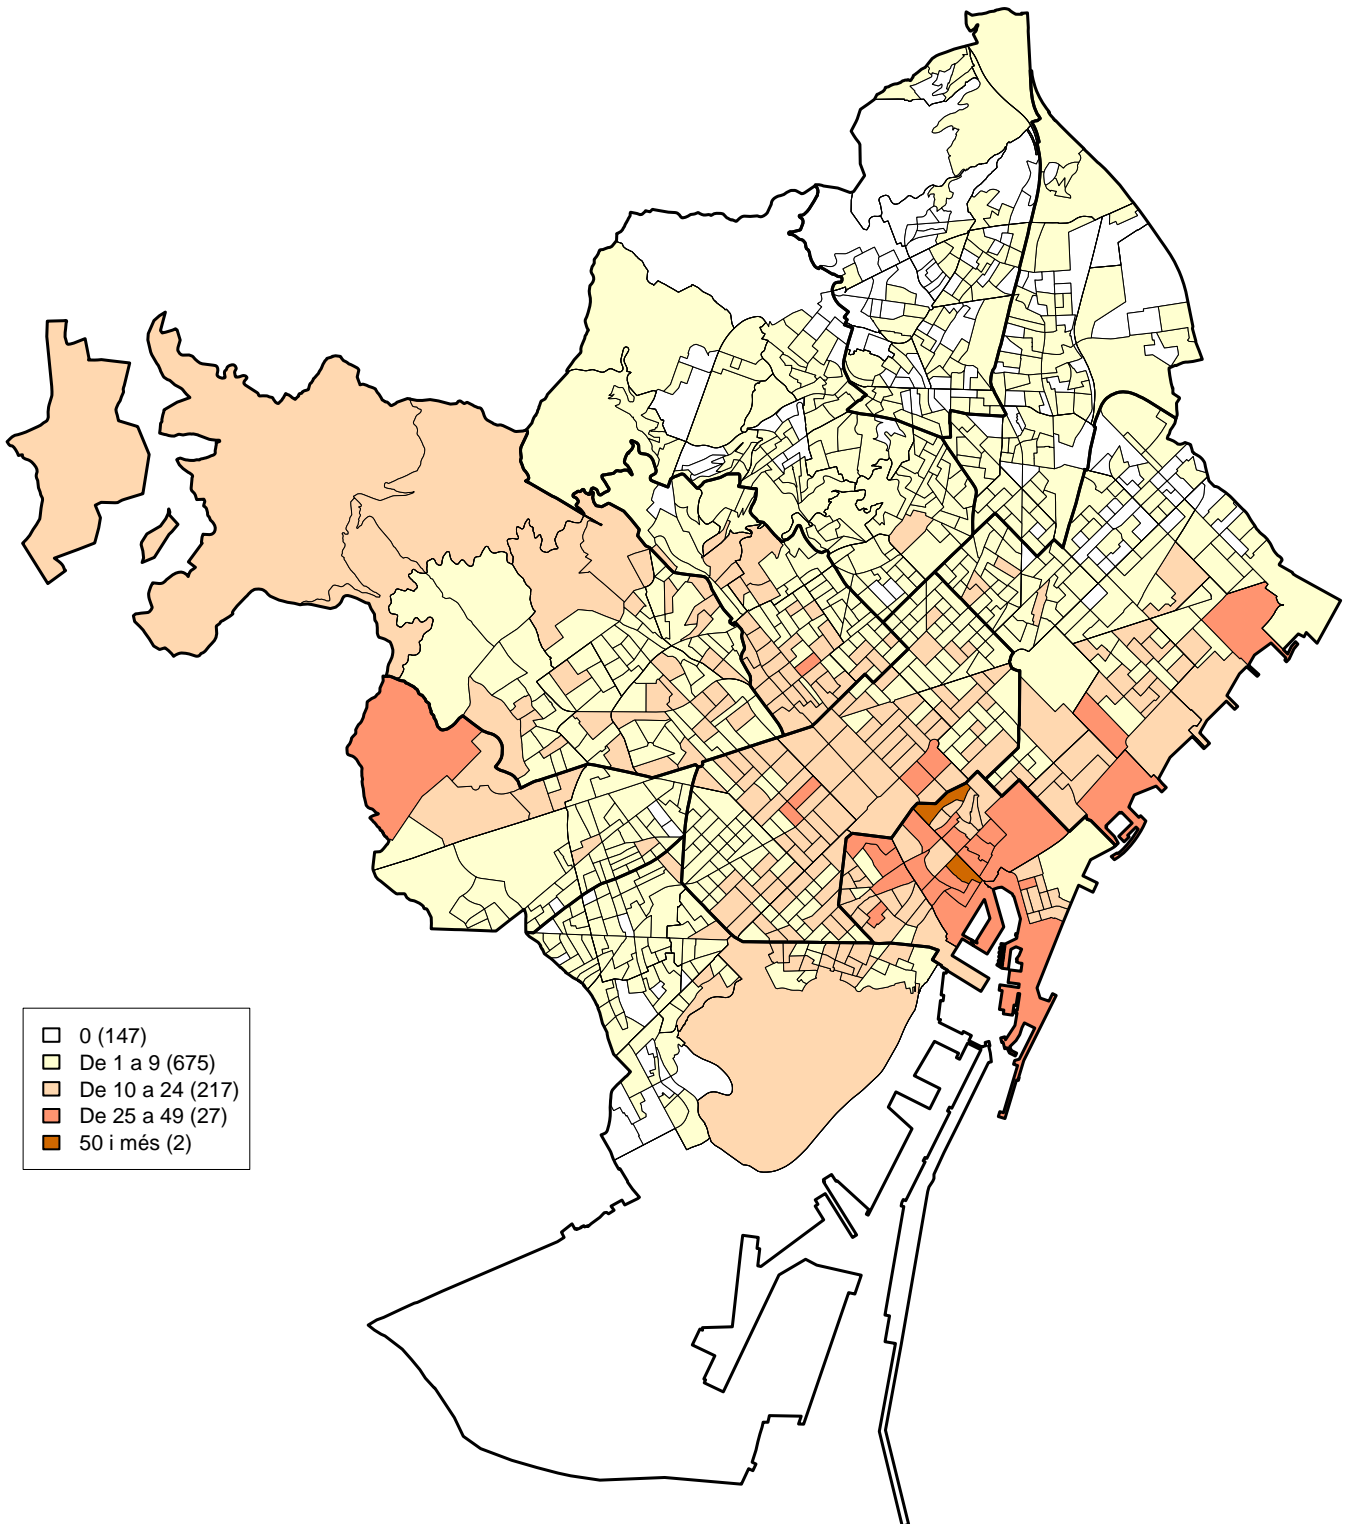 0 (147)
De 1 a 9 (675)
De 10 a 24 (217)
De 25 a 49 (27)
50 i més (2)